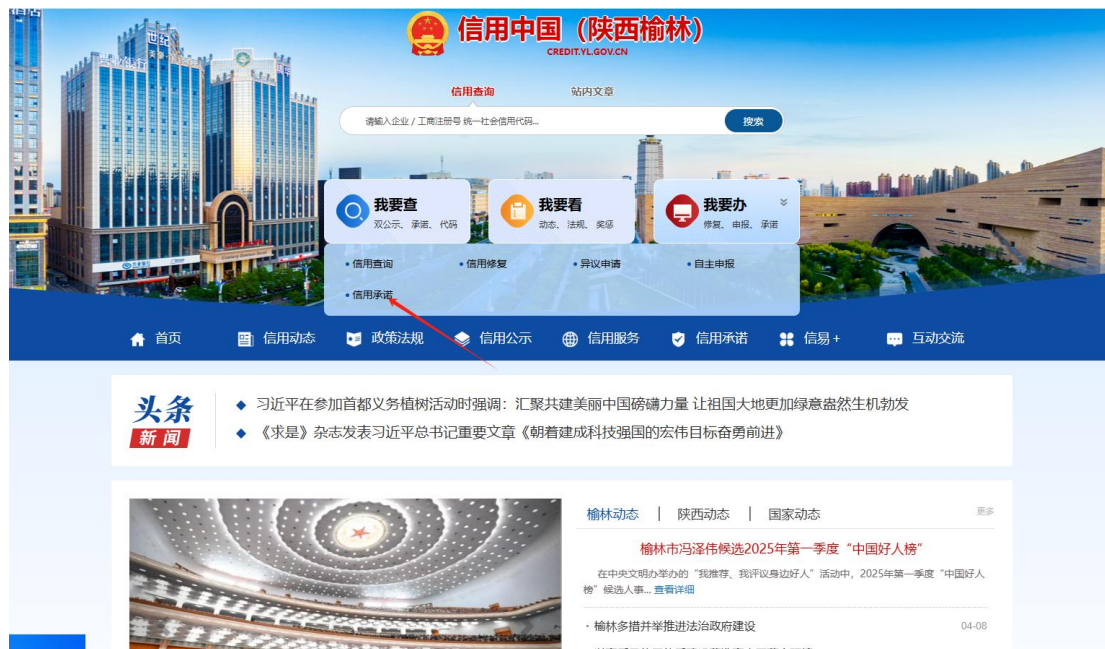 信用中国（陕西榆林）
CREDIT.YL.GOV.CN
信用查询 站内文章
请输入企业 / 工商注册号 统一社会信用代码...
搜索
我要查
双公示、承诺、代码
我要看
动态、法规、奖惩
我要办
修复、申报、承诺
•信用查询 •信用修复 •异议申请 •自主申报
•信用承诺
首页 信用动态 政策法规 信用公示 信用服务 信用承诺 信易+ 互动交流
头条
新闻
◆ 习近平在参加首都义务植树活动时强调：汇聚共建美丽中国磅礴力量 让祖国大地更加绿意盎然生机勃发
◆ 《求是》杂志发表习近平总书记重要文章《朝着建成科技强国的宏伟目标奋勇前进》
榆林动态 | 陕西动态 | 国家动态 更多
榆林市冯泽伟候选2025年第一季度“中国好人榜”
在中央文明办举办的“我推荐、我评议身边好人”活动中，2025年第一季度“中国好人
榜”候选人事... 查看详细
· 榆林多措并举推进法治政府建设 04-08